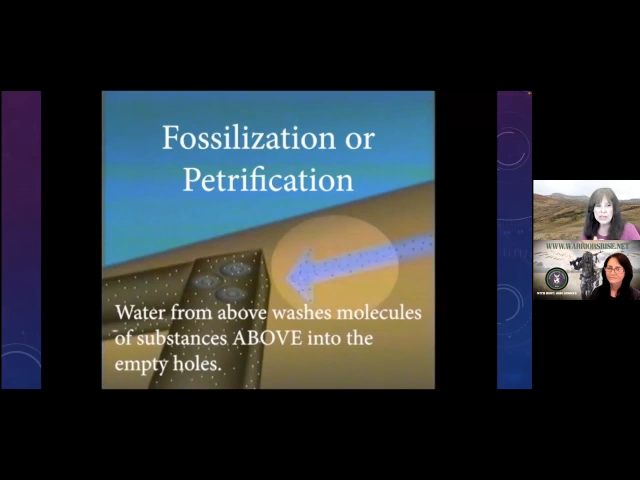 Fossilization or
Petrification
Water from above washes molecules
of substances ABOVE into the
empty holes.
WWW.WARRIORSRISE.NET